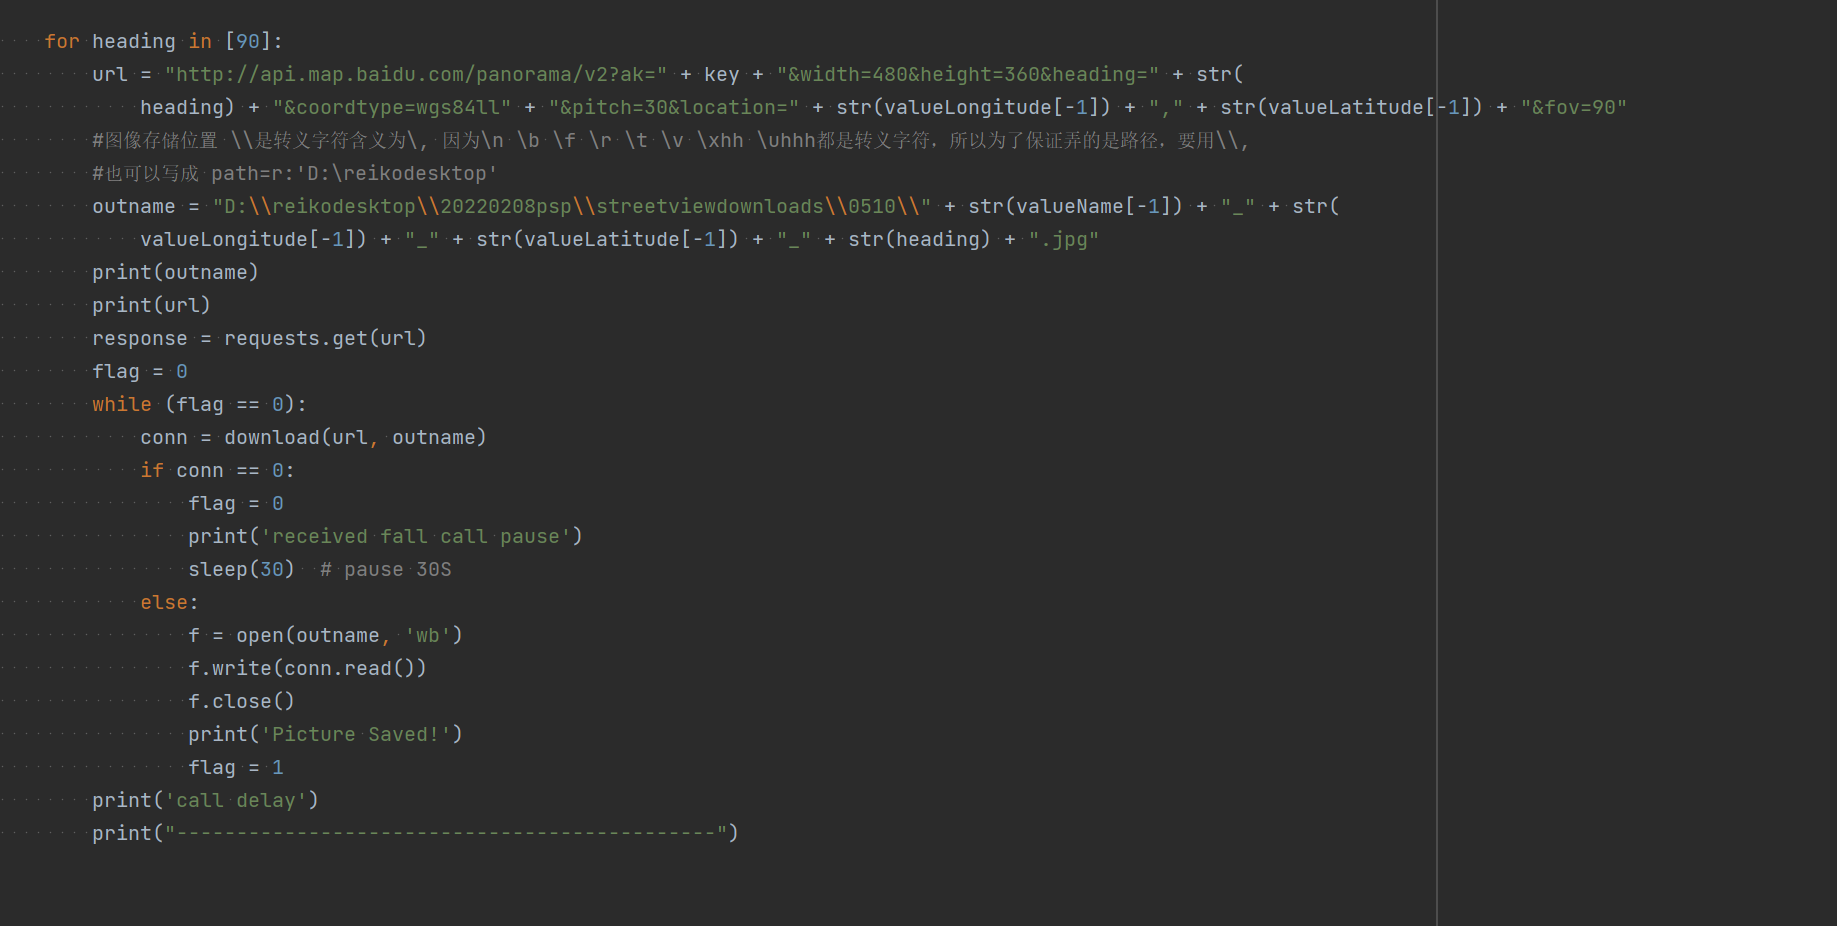 for heading in [90]:
url = "http://api.map.baidu.com/panorama/v2?ak=" + key + "&width=480&height=360&heading=" + str(
heading) + "&coordtype=wgs84ll" + "&pitch=30&location=" + str(valueLongitude[-1]) + "," + str(valueLatitude[-1]) + "&fov=90"
#图像存储位置 \\是转义字符含义为\, 因为\n \b \f \r \t \v \xhh \uhhh都是转义字符，所以为了保证弄的是路径，要用\\,
#也可以写成 path=r:'D:\reikodesktop'
outname = "D:\\reikodesktop\\20220208psp\\streetviewdownloads\\0510\\" + str(valueName[-1]) + "_" + str(
valueLongitude[-1]) + "_" + str(valueLatitude[-1]) + "_" + str(heading) + ".jpg"
print(outname)
print(url)
response = requests.get(url)
flag = 0
while (flag == 0):
conn = download(url, outname)
if conn == 0:
flag = 0
print('received fall call pause')
sleep(30)  # pause 30S
else:
f = open(outname, 'wb')
f.write(conn.read())
f.close()
print('Picture Saved!')
flag = 1
print('call delay')
print("---------------------------------------------")